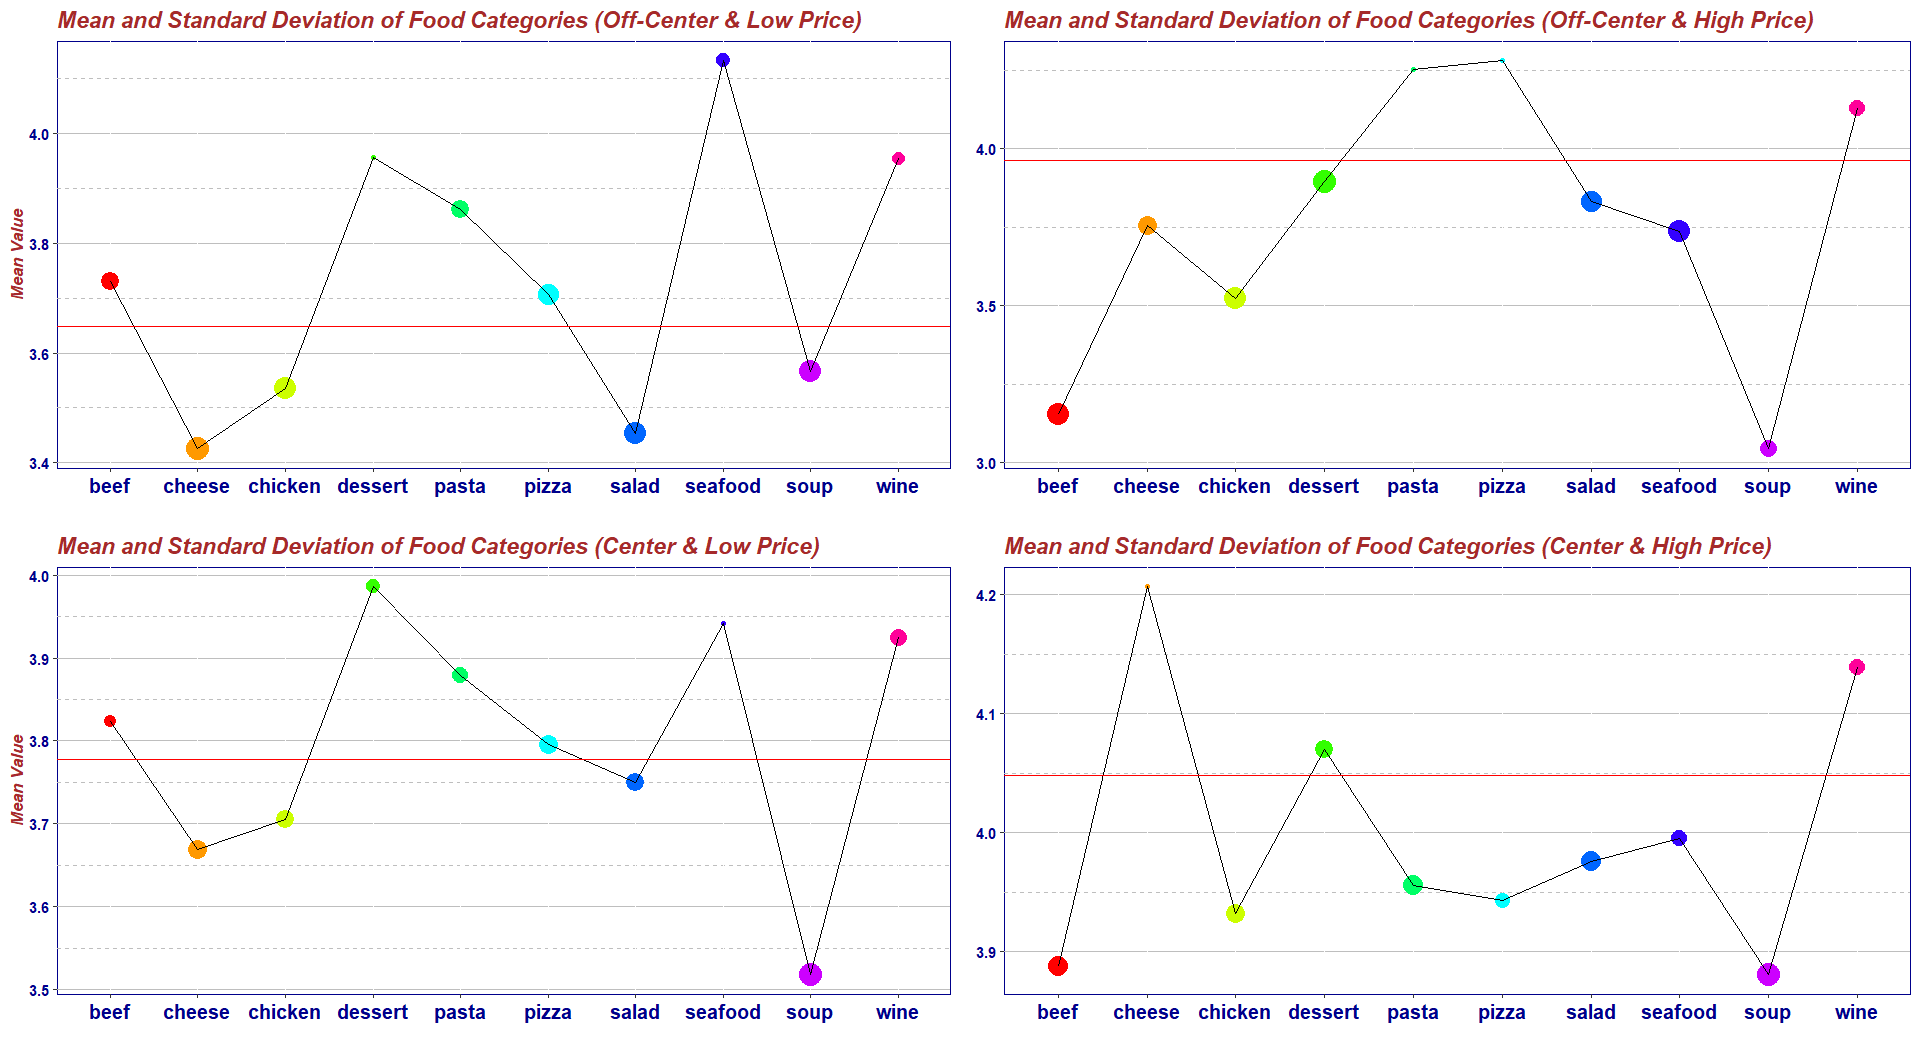 Mean and Standard Deviation of Food Categories (Off-Center & Low Price)
Mean Value
4.0
3.8
3.6
3.4
beef cheese chicken dessert pasta pizza salad seafood soup wine
Mean and Standard Deviation of Food Categories (Off-Center & High Price)
4.0
3.5
3.0
beef cheese chicken dessert pasta pizza salad seafood soup wine
Mean and Standard Deviation of Food Categories (Center & Low Price)
Mean Value
4.0
3.9
3.8
3.7
3.6
3.5
beef cheese chicken dessert pasta pizza salad seafood soup wine
Mean and Standard Deviation of Food Categories (Center & High Price)
4.2
4.1
4.0
3.9
beef cheese chicken dessert pasta pizza salad seafood soup wine